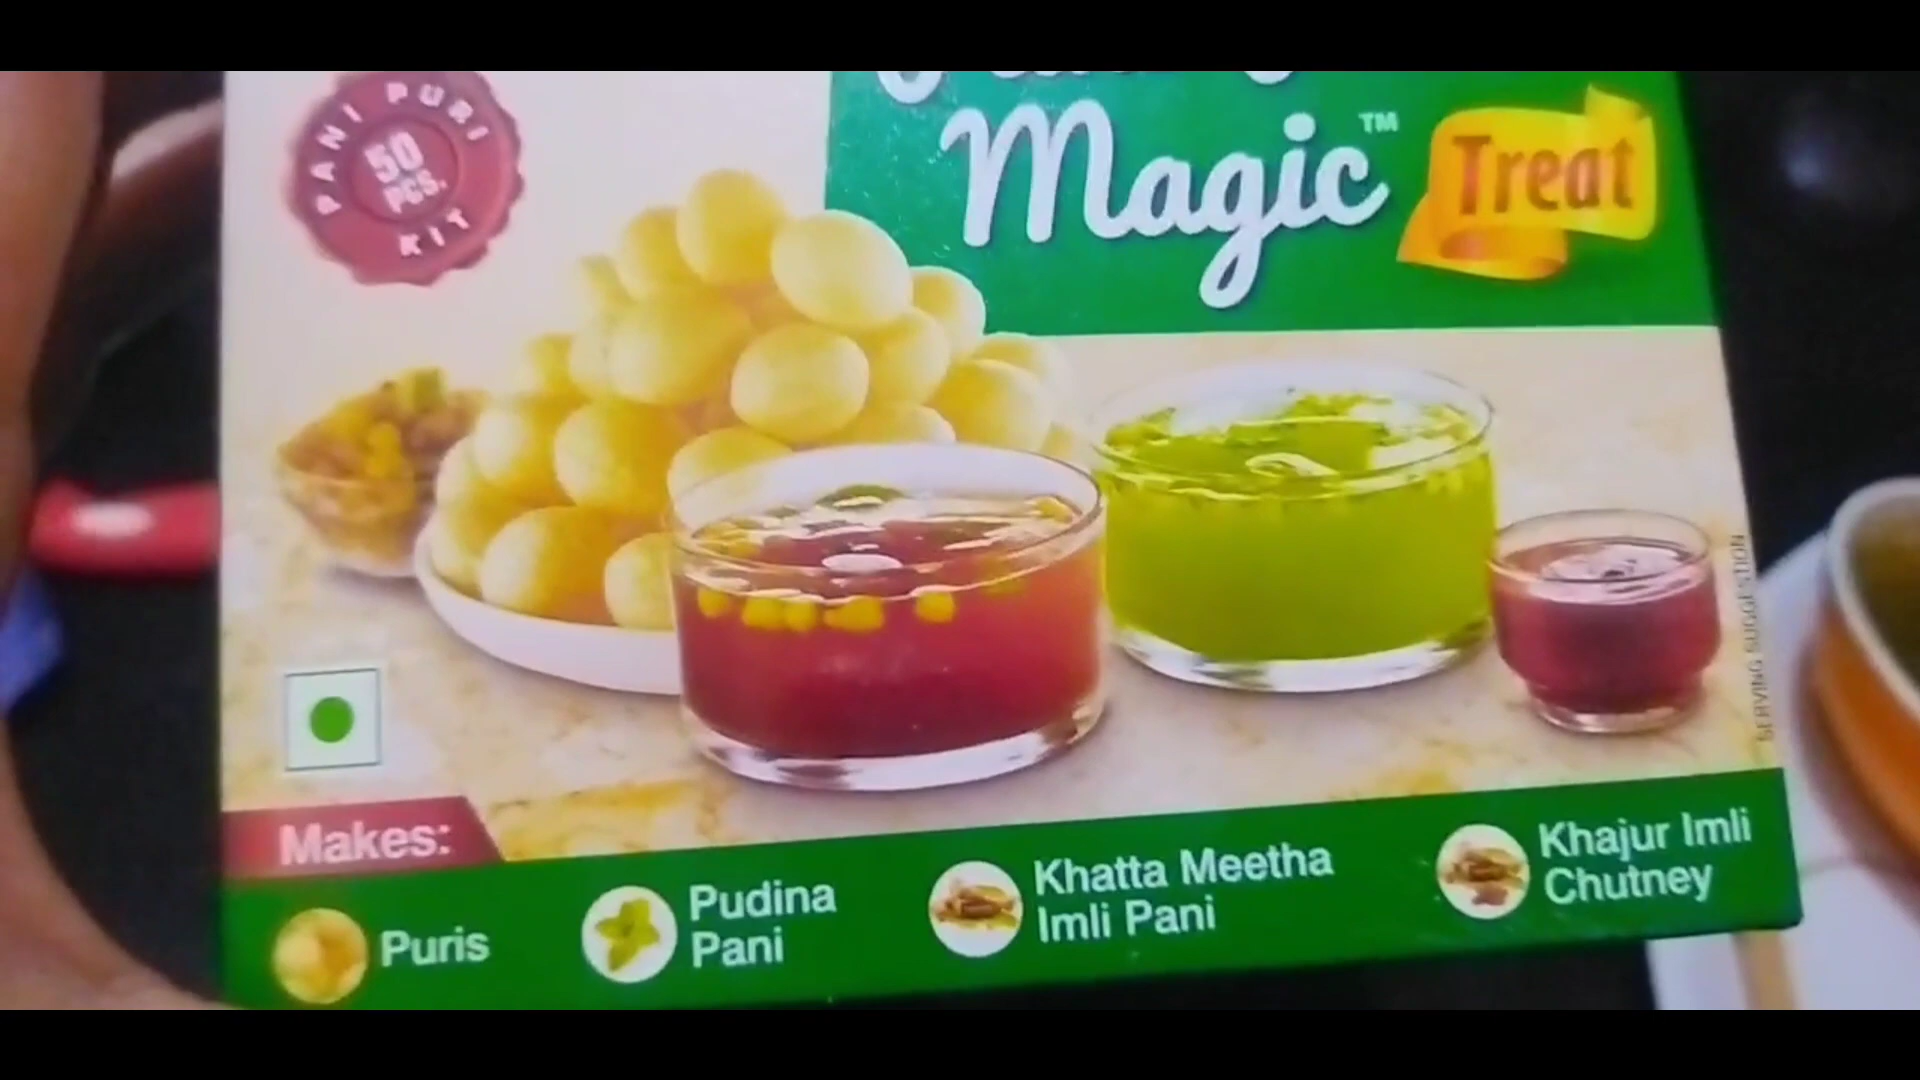 PANI PURI
50
PCS.
KIT
Magic™
Treat
SERVING SUGGESTION
Makes:
Puris
Pudina
Pani
Khatta Meetha
Imli Pani
Khajur Imli
Chutney